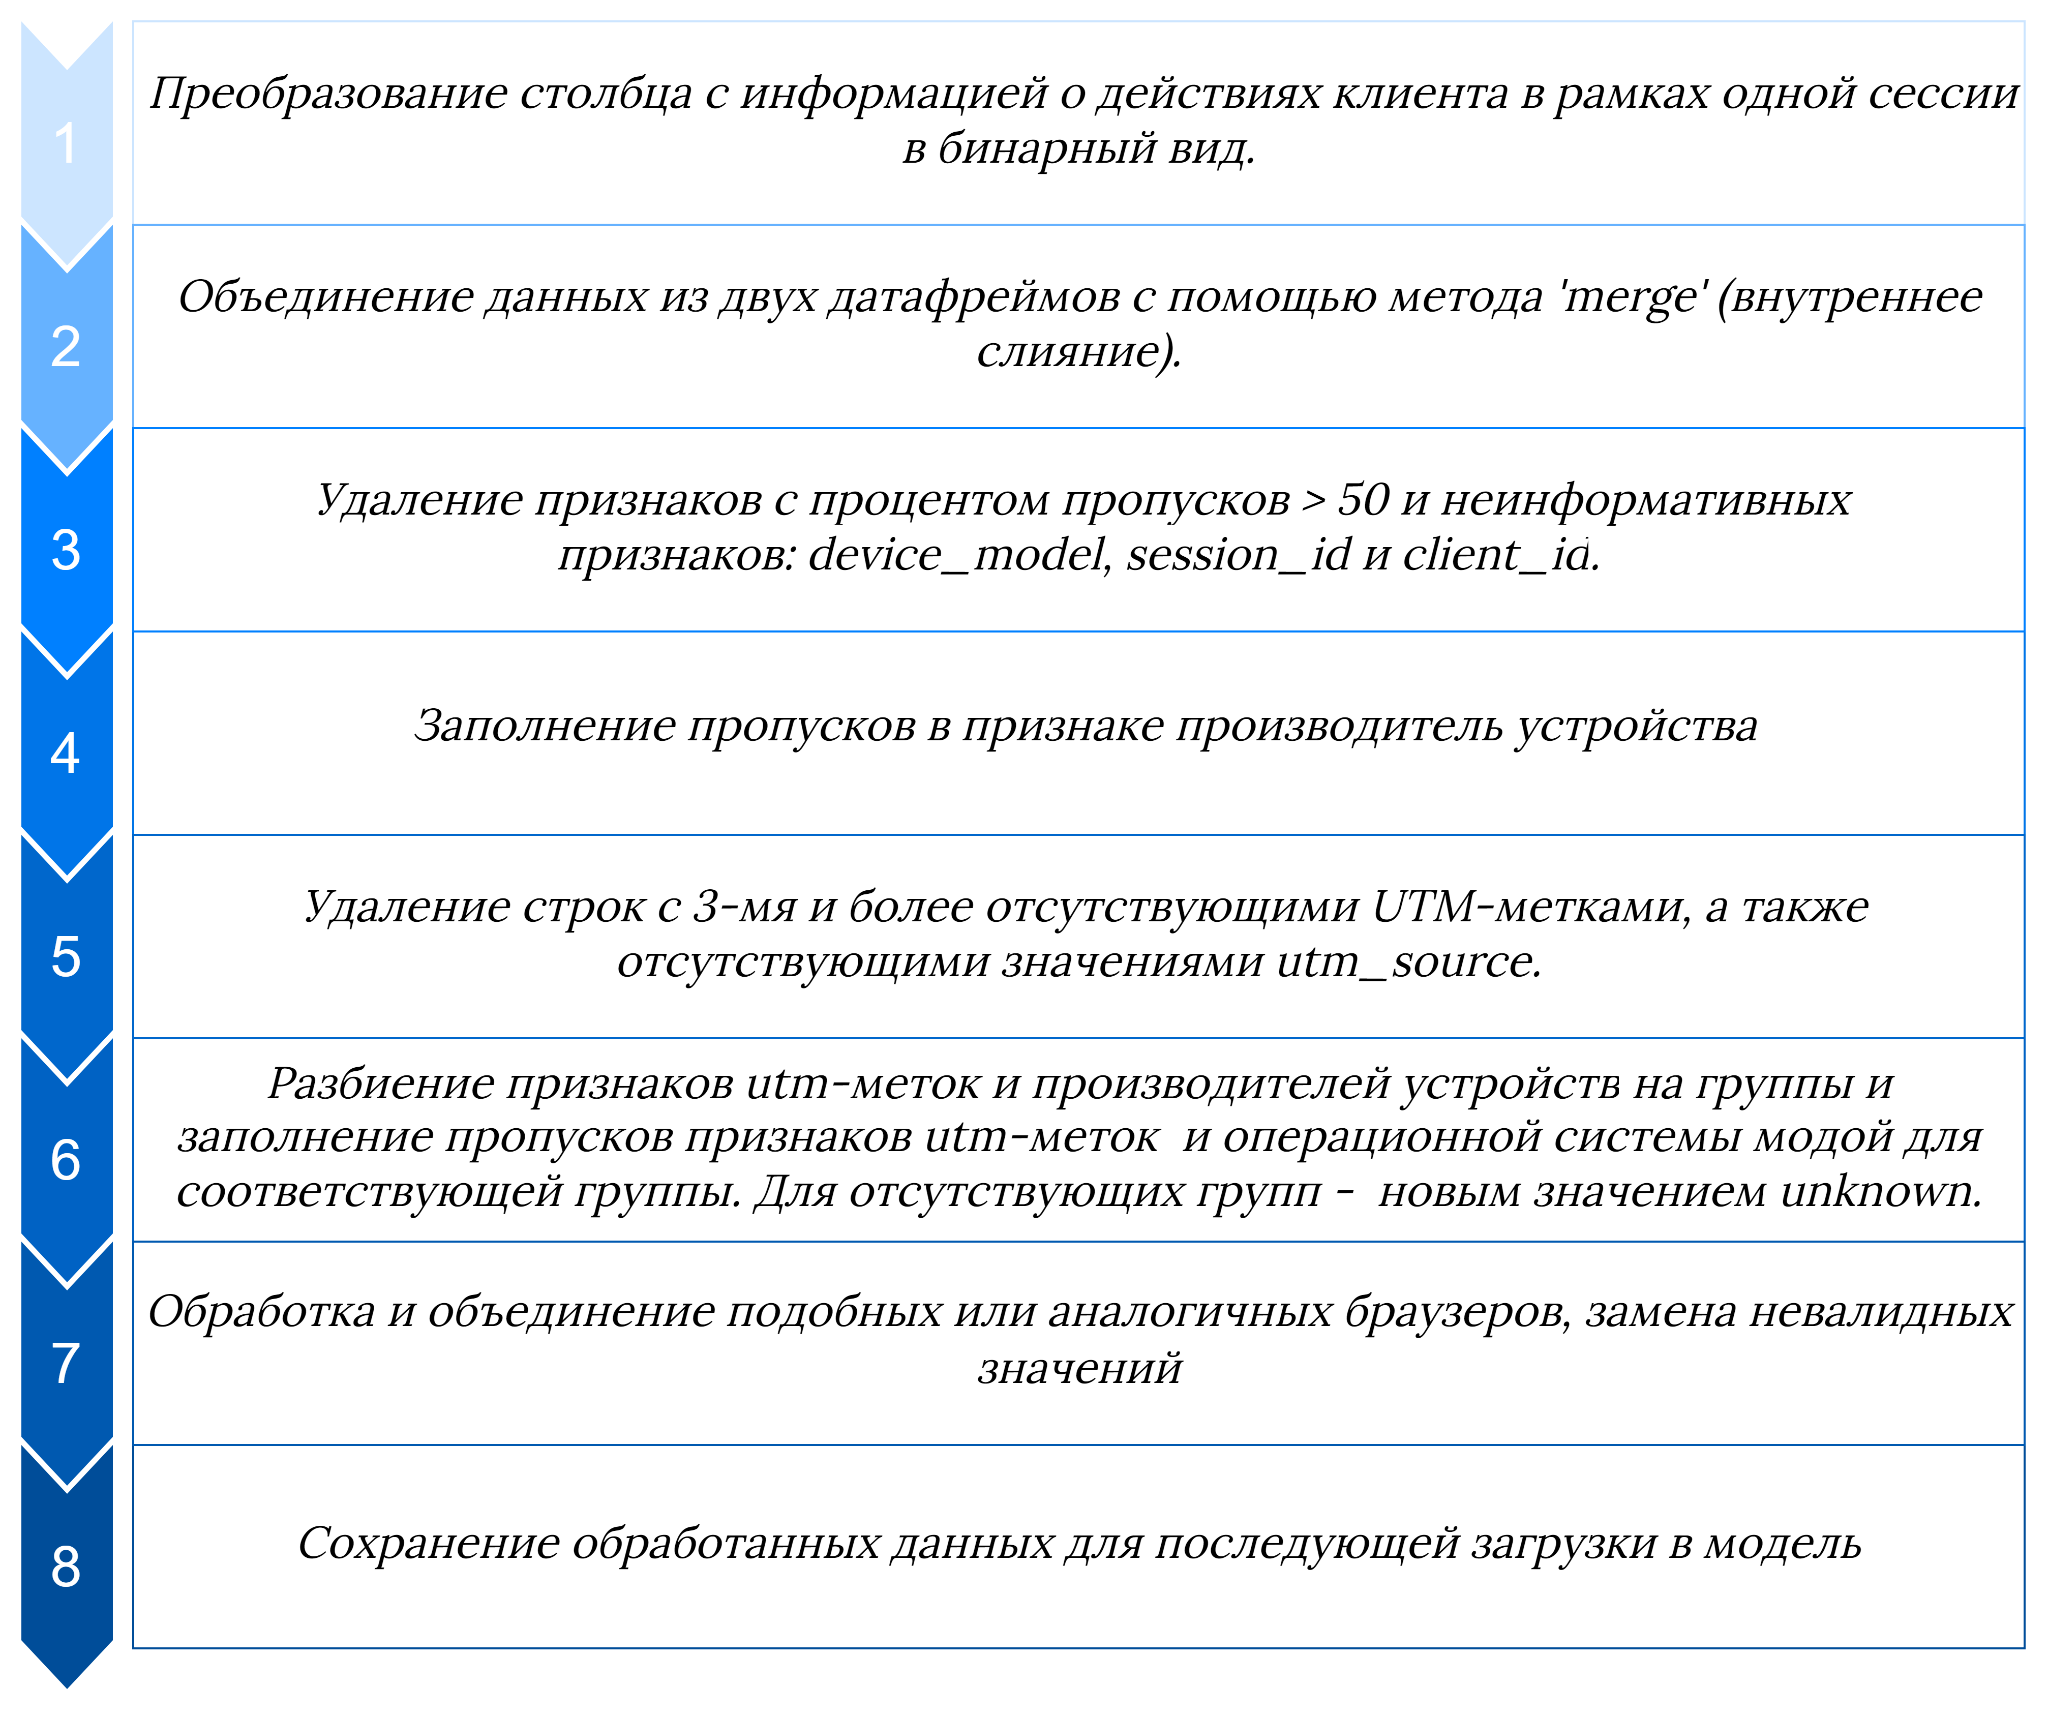 1
Преобразование столбца с информацией о действиях клиента в рамках одной сессии
в бинарный вид.
2
Объединение данных из двух датафреймов с помощью метода 'merge' (внутреннее
слияние).
3
Удаление признаков с процентом пропусков > 50 и неинформативных
признаков: device_model, session_id и client_id.
4
Заполнение пропусков в признаке производитель устройства
5
Удаление строк с 3-мя и более отсутствующими UTM-метками, а также
отсутствующими значениями utm_source.
6
Разбиение признаков utm-меток и производителей устройств на группы и
заполнение пропусков признаков utm-меток и операционной системы модой для
соответствующей группы. Для отсутствующих групп - новым значением unknown.
7
Обработка и объединение подобных или аналогичных браузеров, замена невалидных
значений
8
Сохранение обработанных данных для последующей загрузки в модель